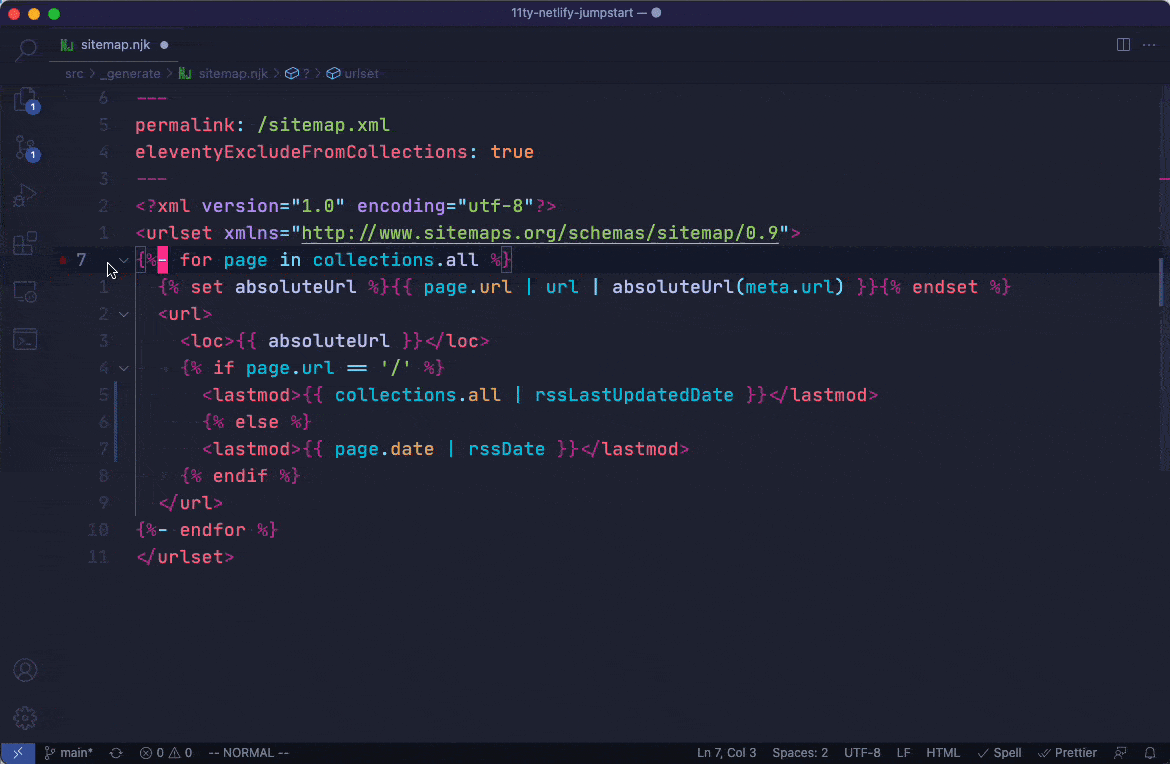 11ty-netlify-jumpstart —
sitemap.njk
src > _generate > sitemap.njk > ? > urlset
1
1
6 ---
5 permalink: /sitemap.xml
4 eleventyExcludeFromCollections: true
3 ---
2 <?xml version="1.0" encoding="utf-8"?>
1 <urlset xmlns="http://www.sitemaps.org/schemas/sitemap/0.9">
7 {%- for page in collections.all %}
1 {% set absoluteUrl %}{{ page.url | url | absoluteUrl(meta.url) }}{% endset %}
2 <url>
3 <loc>{{ absoluteUrl }}</loc>
4 {% if page.url == '/' %}
5 <lastmod>{{ collections.all | rssLastUpdatedDate }}</lastmod>
6 {% else %}
7 <lastmod>{{ page.date | rssDate }}</lastmod>
8 {% endif %}
9 </url>
10 {%- endfor %}
11 </urlset>
main* 0 0 -- NORMAL -- Ln 7, Col 3 Spaces: 2 UTF-8 LF HTML Spell Prettier